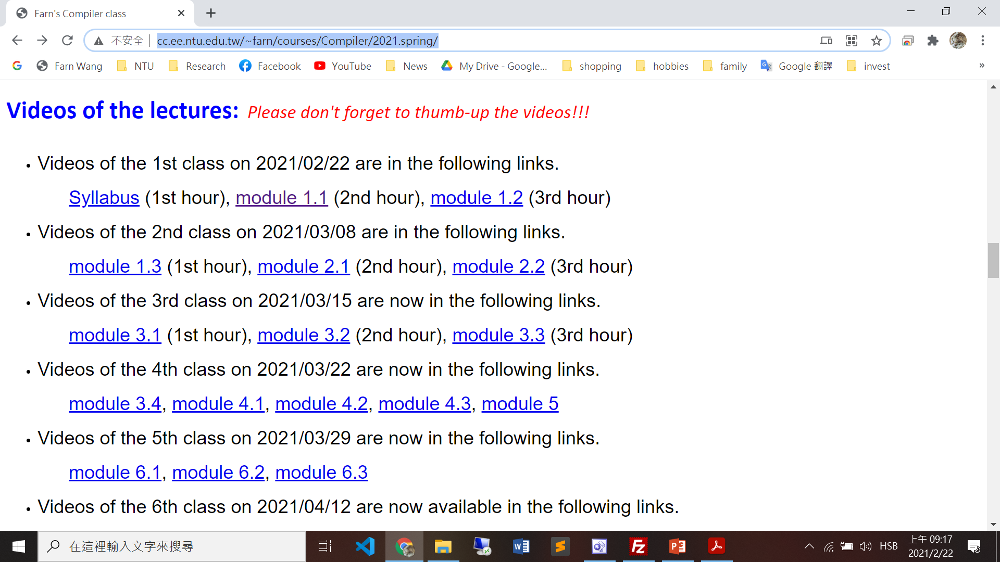 Farn's Compiler class
不安全 | cc.ee.ntu.edu.tw/~farn/courses/Compiler/2021.spring/
Farn Wang NTU Research Facebook YouTube News My Drive - Google... shopping hobbies family Google 翻譯 invest »
Videos of the lectures: Please don't forget to thumb-up the videos!!!
• Videos of the 1st class on 2021/02/22 are in the following links.
Syllabus (1st hour), module 1.1 (2nd hour), module 1.2 (3rd hour)
• Videos of the 2nd class on 2021/03/08 are in the following links.
module 1.3 (1st hour), module 2.1 (2nd hour), module 2.2 (3rd hour)
• Videos of the 3rd class on 2021/03/15 are now in the following links.
module 3.1 (1st hour), module 3.2 (2nd hour), module 3.3 (3rd hour)
• Videos of the 4th class on 2021/03/22 are now in the following links.
module 3.4, module 4.1, module 4.2, module 4.3, module 5
• Videos of the 5th class on 2021/03/29 are now in the following links.
module 6.1, module 6.2, module 6.3
• Videos of the 6th class on 2021/04/12 are now available in the following links.
在這裡輸入文字來搜尋
HSB
上午 09:17
2021/2/22